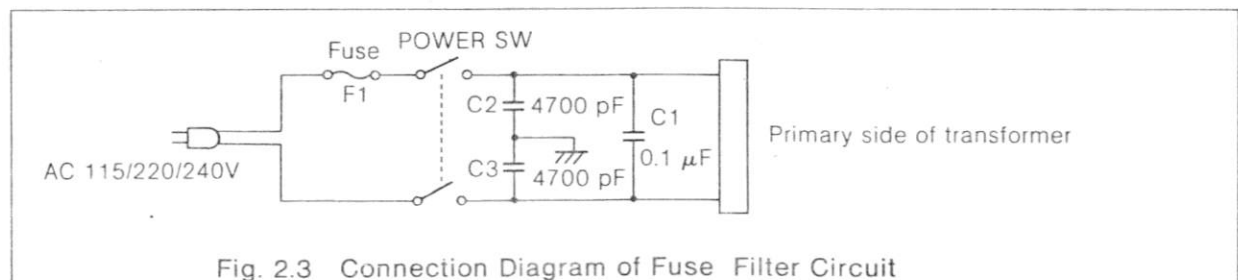 Fuse
POWER SW
F1
C2
4700 pF
C1
0.1 μF
C3
4700 pF
AC 115/220/240V
Primary side of transformer
Fig. 2.3 Connection Diagram of Fuse Filter Circuit